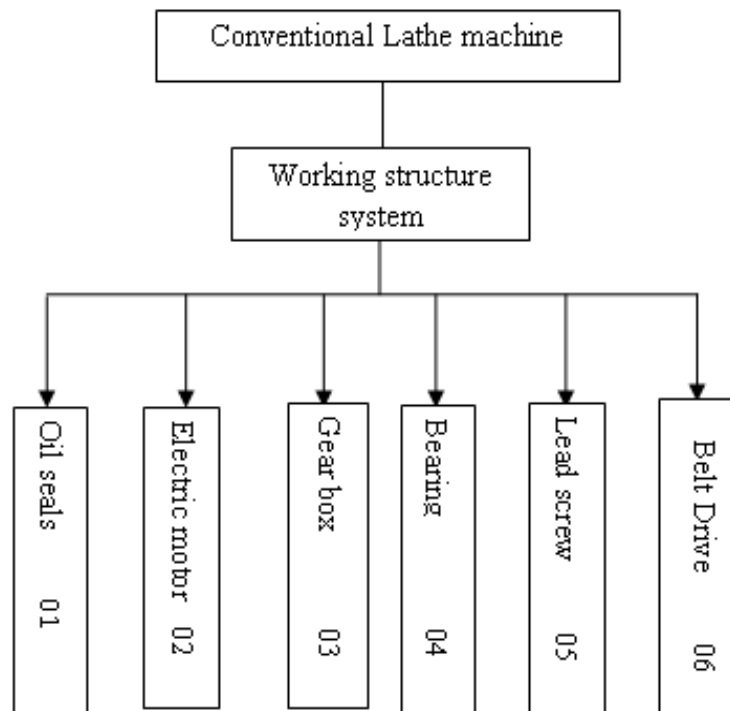 Conventional Lathe machine
Working structure
system
Oil seals 01
Electric motor 02
Gear box 03
Bearing 04
Lead screw 05
Belt Drive 06